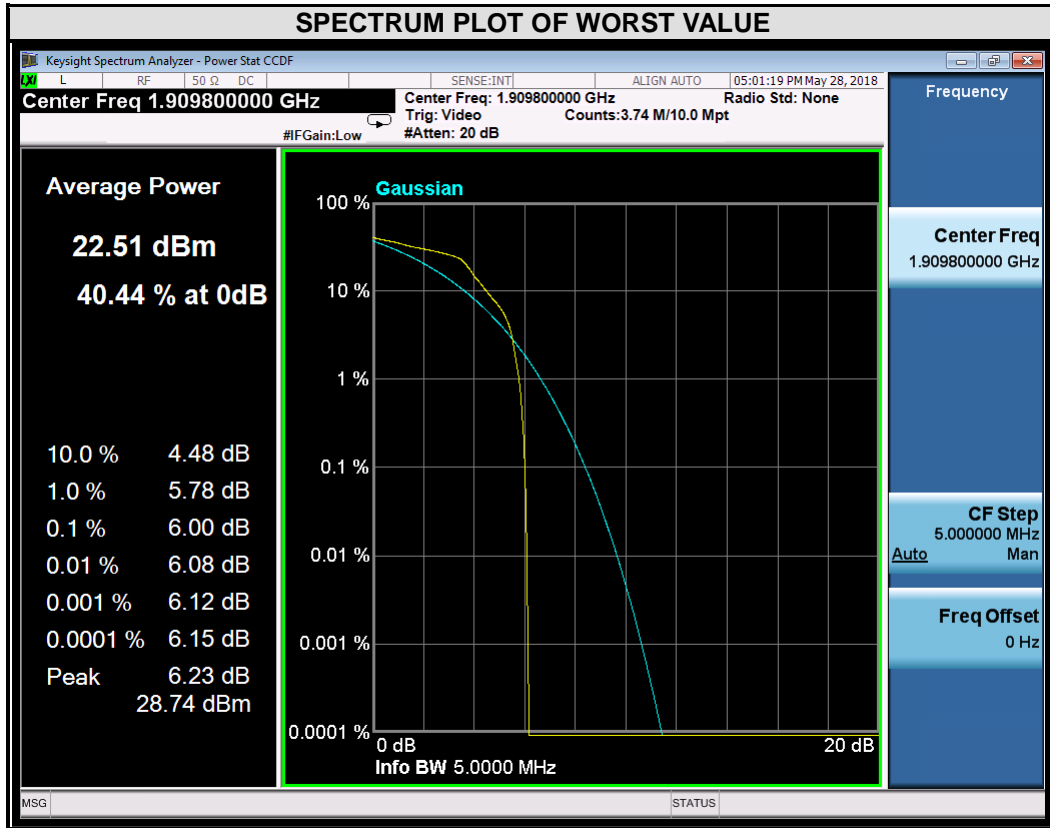 SPECTRUM PLOT OF WORST VALUE
Keysight Spectrum Analyzer - Power Stat CCDF
LXI L RF 50 Ω DC SENSE:INT ALIGN AUTO 05:01:19 PM May 28, 2018
Center Freq 1.909800000 GHz
Center Freq: 1.909800000 GHz Radio Std: None
Trig: Video Counts:3.74 M/10.0 Mpt
#IFGain:Low #Atten: 20 dB
Average Power
22.51 dBm
40.44 % at 0dB
10.0 % 4.48 dB
1.0 % 5.78 dB
0.1 % 6.00 dB
0.01 % 6.08 dB
0.001 % 6.12 dB
0.0001 % 6.15 dB
Peak 6.23 dB
28.74 dBm
Gaussian
100 %
10 %
1 %
0.1 %
0.01 %
0.001 %
0.0001 %
0 dB 20 dB
Info BW 5.0000 MHz
Frequency
Center Freq
1.909800000 GHz
CF Step
5.000000 MHz
Auto Man
Freq Offset
0 Hz
MSG STATUS